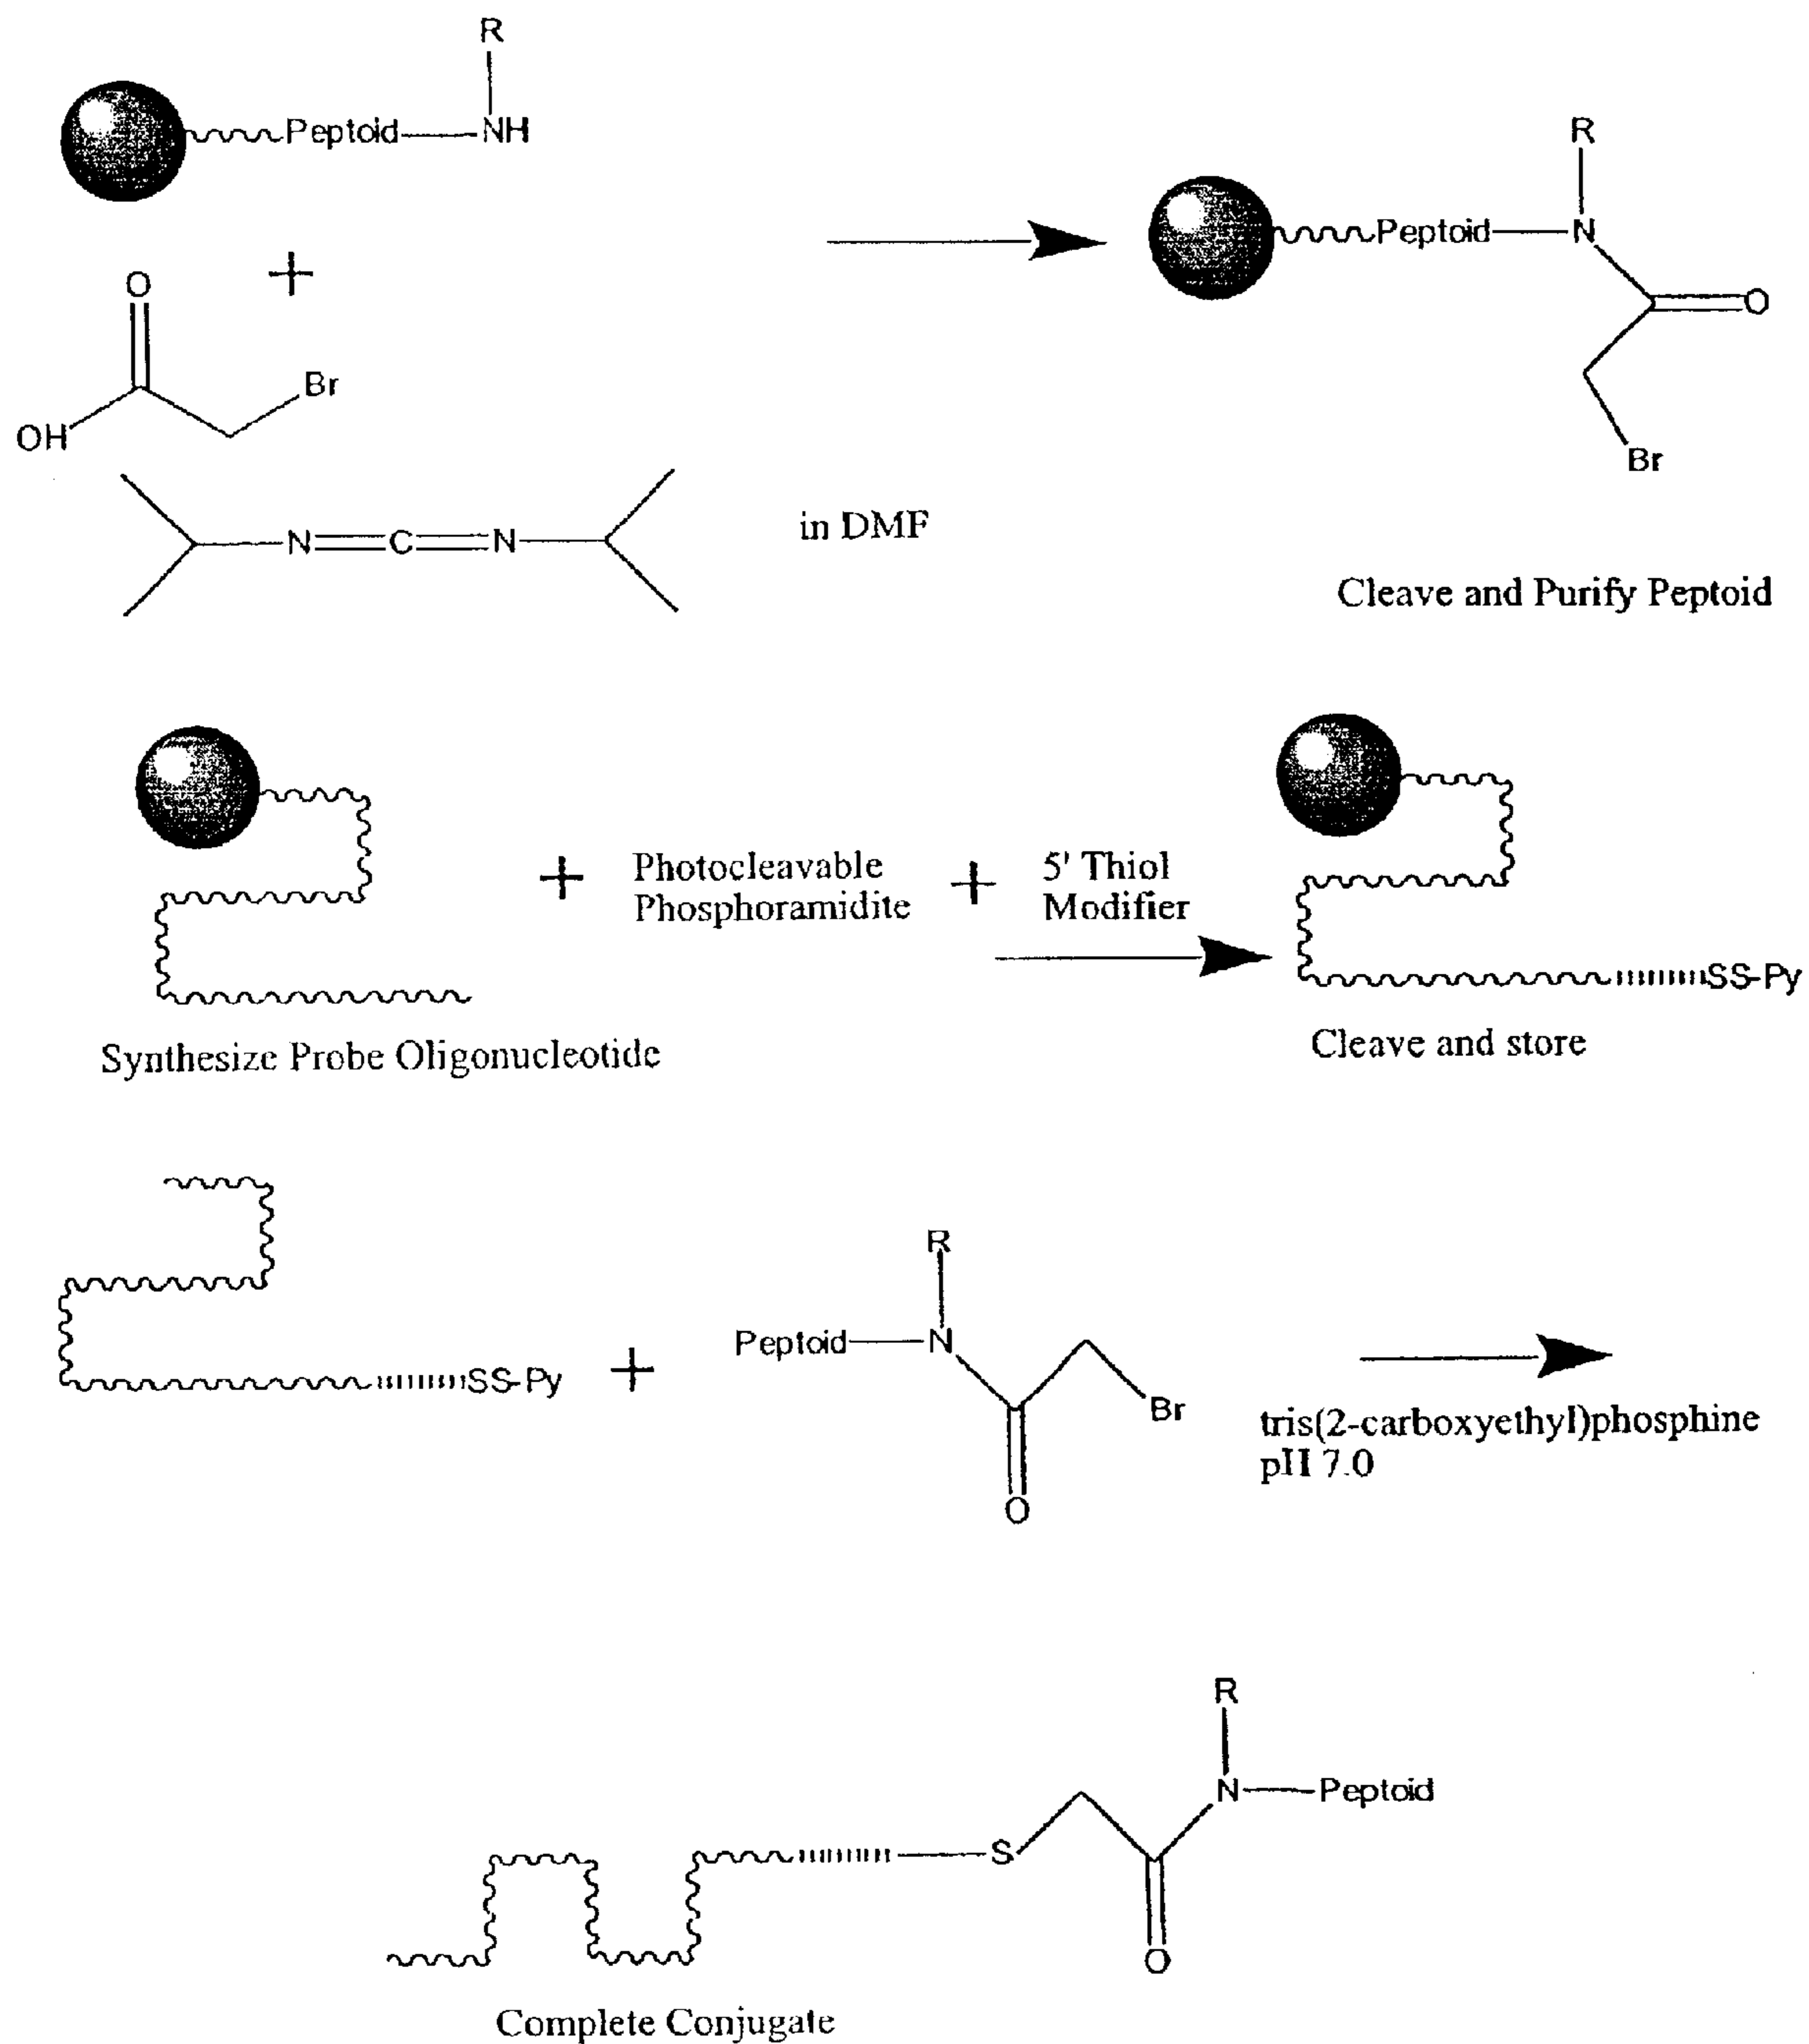 R
Peptoid NH
R
Peptoid N
O
Br
+
O
Br
OH
N C N
in DMF
Cleave and Purify Peptoid
+
Photocleavable
Phosphoramidite
+
5' Thiol
Modifier
SS-Py
Synthesize Probe Oligonucleotide
Cleave and store
SS-Py
+
R
Peptoid N
Br
O
tris(2-carboxyethyl)phosphine
pH 7.0
R
N Peptoid
S
O
Complete Conjugate